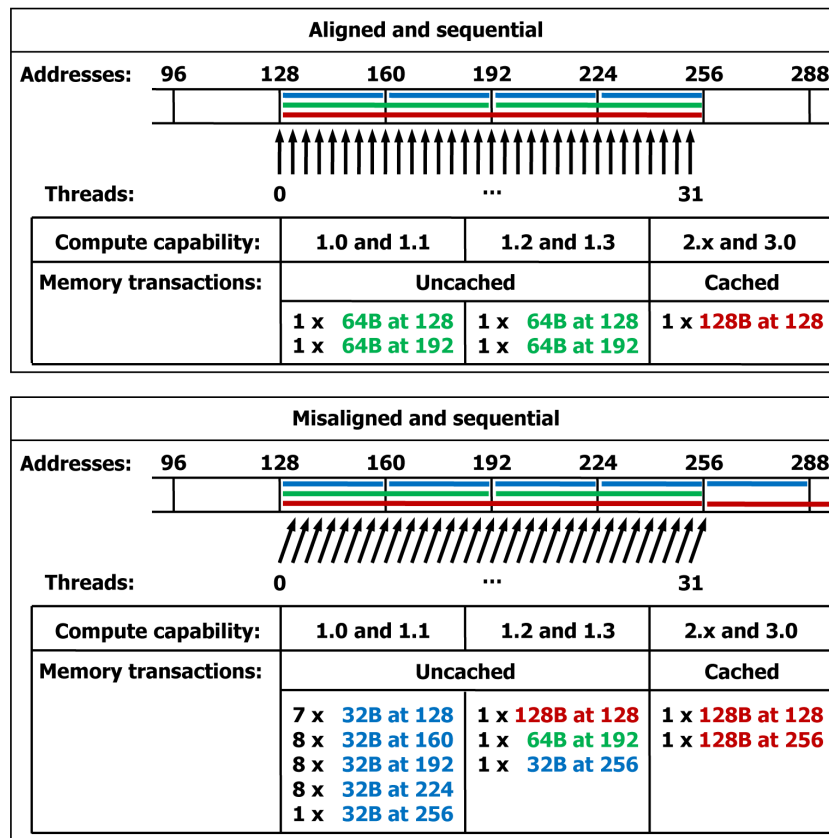 Aligned and sequential
Addresses: 96 128 160 192 224 256 288
Threads: 0 ... 31
Compute capability: 1.0 and 1.1 1.2 and 1.3 2.x and 3.0
Memory transactions: Uncached Cached
1 x 64B at 128 1 x 64B at 128 1 x 128B at 128
1 x 64B at 192 1 x 64B at 192
Misaligned and sequential
Addresses: 96 128 160 192 224 256 288
Threads: 0 ... 31
Compute capability: 1.0 and 1.1 1.2 and 1.3 2.x and 3.0
Memory transactions: Uncached Cached
7 x 32B at 128 1 x 128B at 128 1 x 128B at 128
8 x 32B at 160 1 x 64B at 192 1 x 128B at 256
8 x 32B at 192 1 x 32B at 256
8 x 32B at 224
1 x 32B at 256